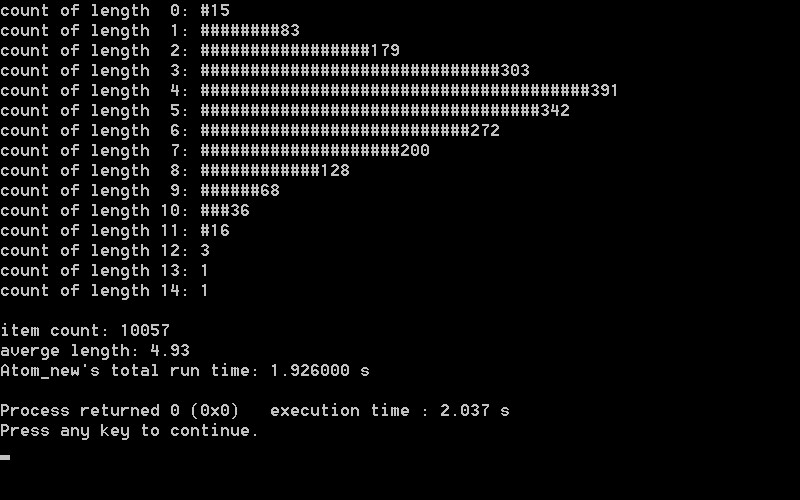 count of length  0: #15
count of length  1: ########83
count of length  2: #################179
count of length  3: ##############################303
count of length  4: #######################################391
count of length  5: ##################################342
count of length  6: ###########################272
count of length  7: ####################200
count of length  8: ############128
count of length  9: ######68
count of length 10: ###36
count of length 11: #16
count of length 12: 3
count of length 13: 1
count of length 14: 1
item count: 10057
averge length: 4.93
Atom_new's total run time: 1.926000 s
Process returned 0 (0x0)   execution time : 2.037 s
Press any key to continue.